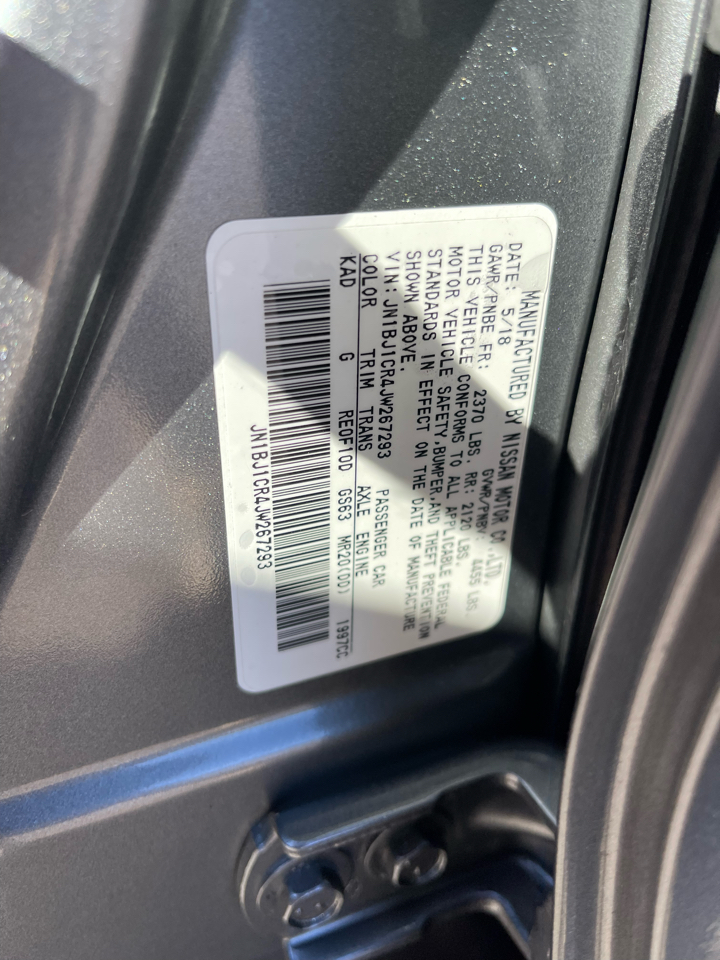 MANUFACTURED BY NISSAN MOTOR CO.,LTD.
DATE: 5/18 GVWR/PNBV: 4455 LBS.
GAWR/PNBE FR: 2370 LBS. RR: 2120 LBS.
THIS VEHICLE CONFORMS TO ALL APPLICABLE FEDERAL
MOTOR VEHICLE SAFETY,BUMPER,AND THEFT PREVENTION
STANDARDS IN EFFECT ON THE DATE OF MANUFACTURE
SHOWN ABOVE.
VIN:JN1BJ1CR4JW267293 PASSENGER CAR
COLOR TRIM TRANS AXLE ENGINE
KAD G RE0F10D GS63 MR20(DD) 1997CC
JN1BJ1CR4JW267293